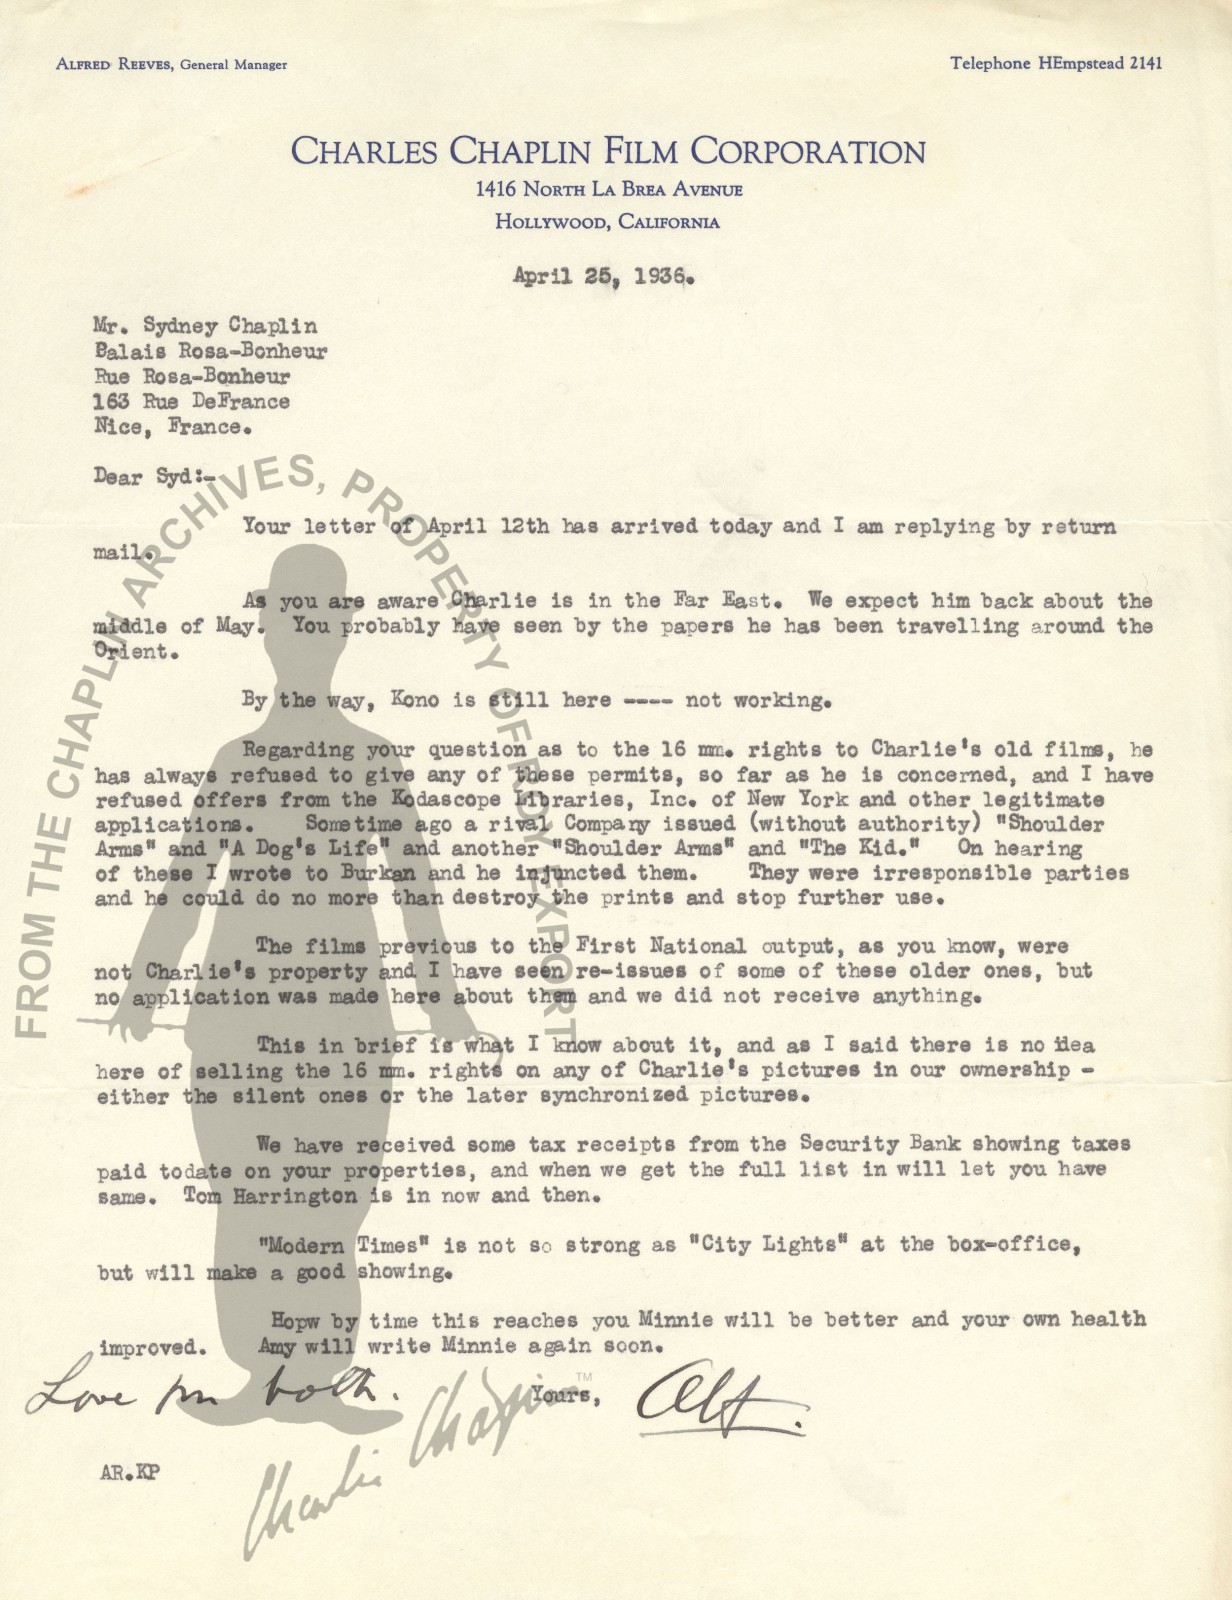 ALFRED REEVES, General Manager
Telephone HEmpstead 2141
CHARLES CHAPLIN FILM CORPORATION
1416 NORTH LA BREA AVENUE
HOLLYWOOD, CALIFORNIA
April 25, 1936.
Mr. Sydney Chaplin
Balais Rosa-Bonheur
Rue Rosa-Bonheur
163 Rue DeFrance
Nice, France.
Dear Syd:-
Your letter of April 12th has arrived today and I am replying by return
mail.
As you are aware Charlie is in the Far East. We expect him back about the
middle of May. You probably have seen by the papers he has been travelling around the
Orient.
By the way, Kono is still here ---- not working.
Regarding your question as to the 16 mm. rights to Charlie's old films, he
has always refused to give any of these permits, so far as he is concerned, and I have
refused offers from the Kodascope Libraries, Inc. of New York and other legitimate
applications. Sometime ago a rival Company issued (without authority) "Shoulder
Arms" and "A Dog's Life" and another "Shoulder Arms" and "The Kid." On hearing
of these I wrote to Burkan and he injuncted them. They were irresponsible parties
and he could do no more than destroy the prints and stop further use.
The films previous to the First National output, as you know, were
not Charlie's property and I have seen re-issues of some of these older ones, but
no application was made here about them and we did not receive anything.
This in brief is what I know about it, and as I said there is no idea
here of selling the 16 mm. rights on any of Charlie's pictures in our ownership -
either the silent ones or the later synchronized pictures.
We have received some tax receipts from the Security Bank showing taxes
paid todate on your properties, and when we get the full list in will let you have
same. Tom Harrington is in now and then.
"Modern Times" is not so strong as "City Lights" at the box-office,
but will make a good showing.
Hopw by time this reaches you Minnie will be better and your own health
improved. Amy will write Minnie again soon.
Love both.
Yours,
Alf.
AR.KP
FROM THE CHAPLIN ARCHIVES, PROPERTY OF ROY EXPORT
Charlie Chaplin TM